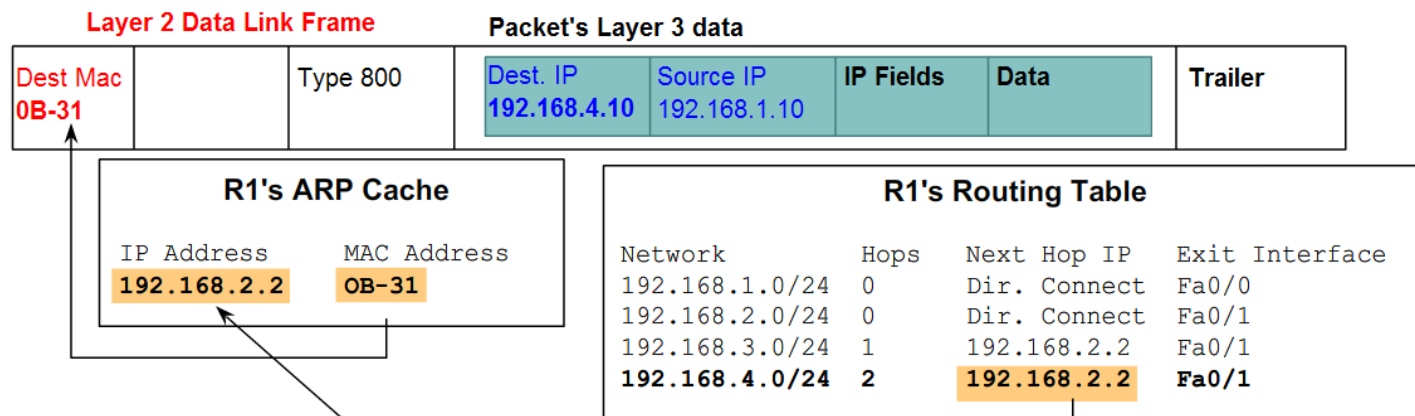 Layer 2 Data Link Frame
Packet's Layer 3 data
Dest Mac
0B-31
Type 800
Dest. IP
192.168.4.10
Source IP
192.168.1.10
IP Fields
Data
Trailer
R1's ARP Cache
IP Address MAC Address
192.168.2.2 OB-31
R1's Routing Table
Network Hops Next Hop IP Exit Interface
192.168.1.0/24 0 Dir. Connect Fa0/0
192.168.2.0/24 0 Dir. Connect Fa0/1
192.168.3.0/24 1 192.168.2.2 Fa0/1
192.168.4.0/24 2 192.168.2.2 Fa0/1